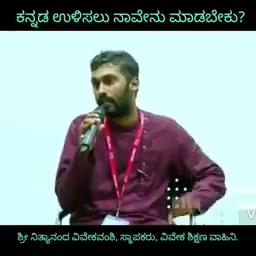 ಕನ್ನಡ ಉಳಿಸಲು ನಾವೇನು ಮಾಡಬೇಕು?
V
ಶ್ರೀ ನಿತ್ಯಾನಂದ ವಿವೇಕವಂಶಿ, ಸ್ಥಾಪಕರು, ವಿವೇಕ ಶಿಕ್ಷಣ ವಾಹಿನಿ.